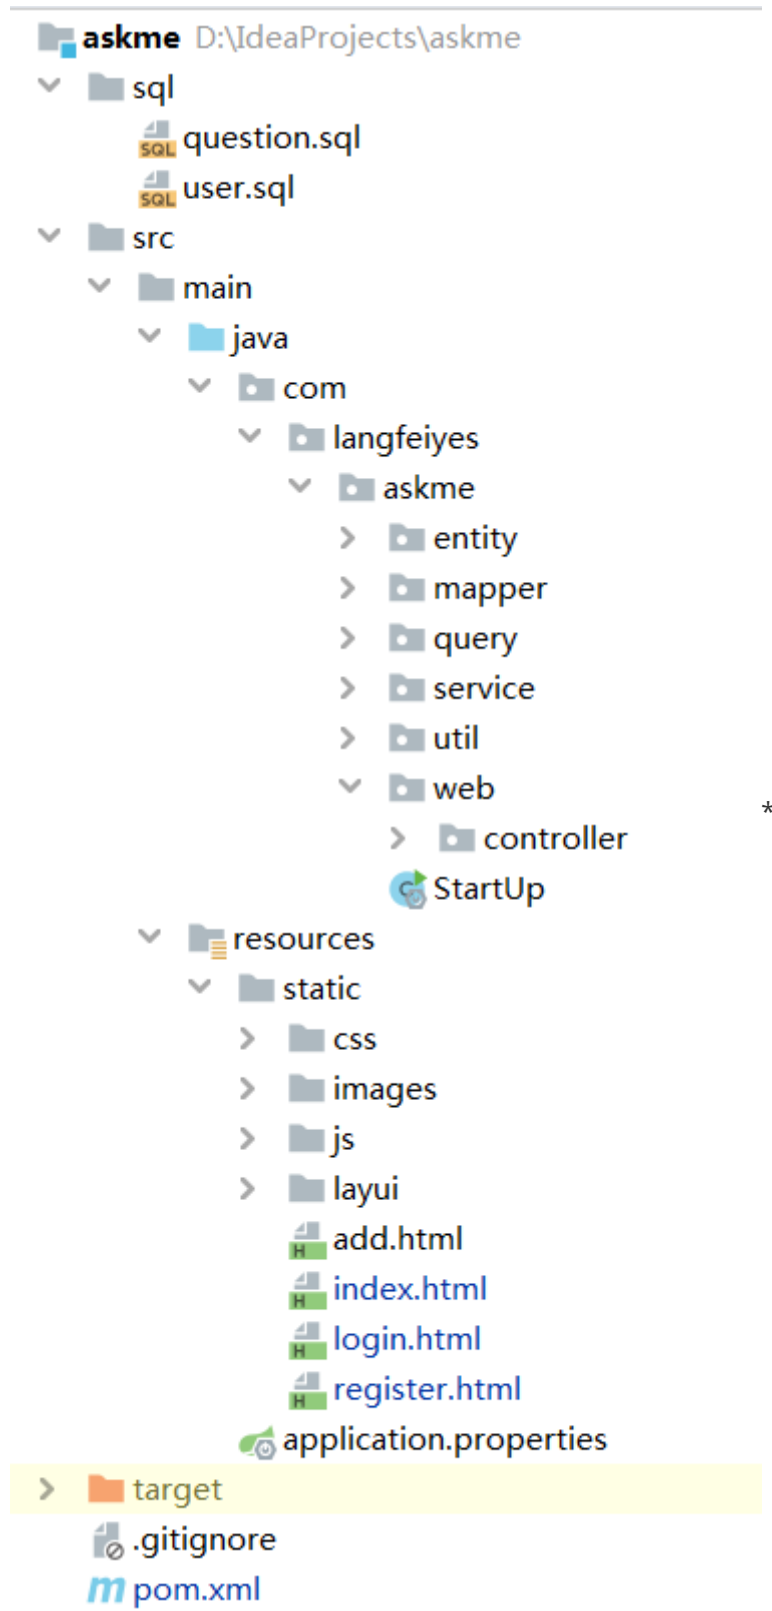 askme D:\IdeaProjects\askme
sql
SQL question.sql
SQL user.sql
src
main
java
com
langfeiyes
askme
entity
mapper
query
service
util
web
*
controller
C StartUp
resources
static
css
images
js
layui
H add.html
H index.html
H login.html
H register.html
application.properties
target
.gitignore
m pom.xml